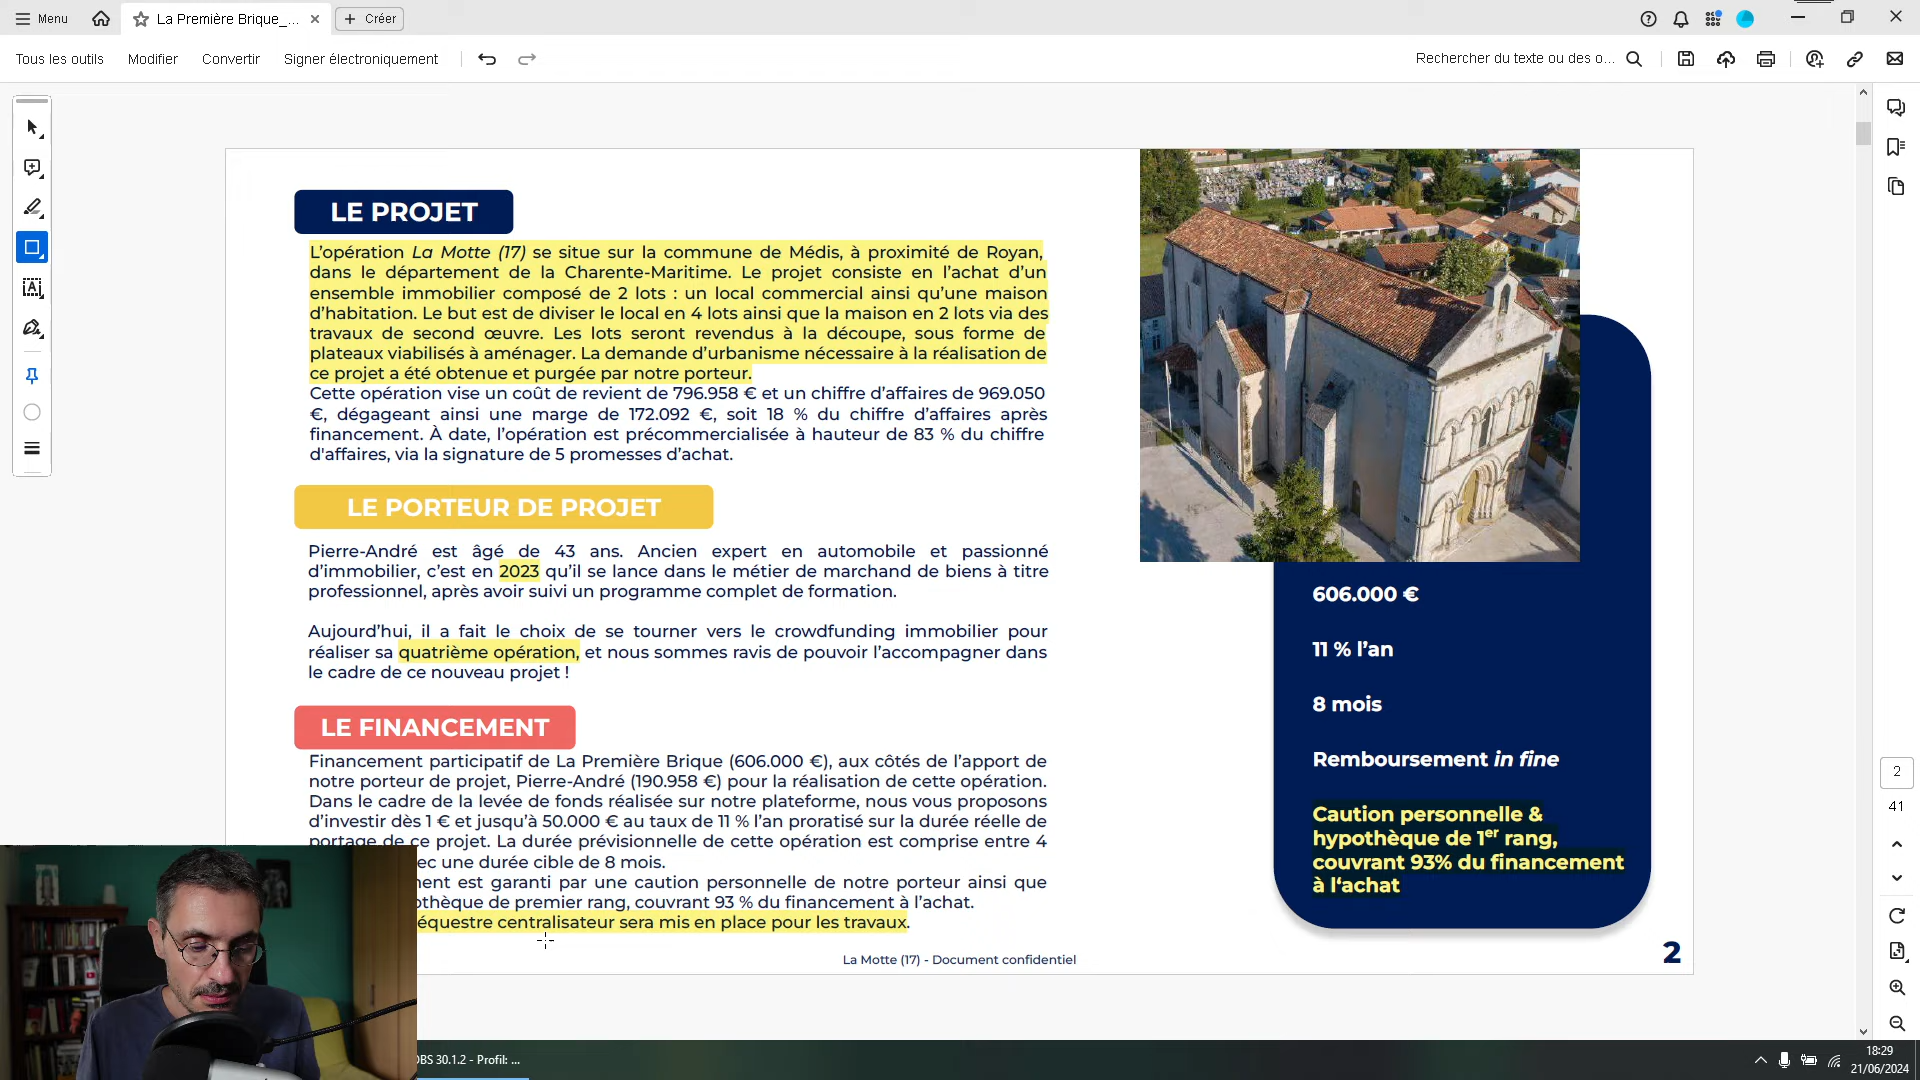 Menu
La Première Brique_...
Créer
Tous les outils
Modifier
Convertir
Signer électroniquement
Rechercher du texte ou des o...
LE PROJET
L'opération La Motte (17) se situe sur la commune de Médis, à proximité de Royan,
dans le département de la Charente-Maritime. Le projet consiste en l'achat d'un
ensemble immobilier composé de 2 lots : un local commercial ainsi qu'une maison
d'habitation. Le but est de diviser le local en 4 lots ainsi que la maison en 2 lots via des
travaux de second œuvre. Les lots seront revendus à la découpe, sous forme de
plateaux viabilisés à aménager. La demande d'urbanisme nécessaire à la réalisation de
ce projet a été obtenue et purgée par notre porteur.
Cette opération vise un coût de revient de 796.958 € et un chiffre d'affaires de 969.050
€, dégageant ainsi une marge de 172.092 €, soit 18 % du chiffre d'affaires après
financement. À date, l'opération est précommercialisée à hauteur de 83 % du chiffre
d'affaires, via la signature de 5 promesses d'achat.
LE PORTEUR DE PROJET
Pierre-André est âgé de 43 ans. Ancien expert en automobile et passionné
d'immobilier, c'est en 2023 qu'il se lance dans le métier de marchand de biens à titre
professionnel, après avoir suivi un programme complet de formation.
Aujourd'hui, il a fait le choix de se tourner vers le crowdfunding immobilier pour
réaliser sa quatrième opération, et nous sommes ravis de pouvoir l'accompagner dans
le cadre de ce nouveau projet !
LE FINANCEMENT
Financement participatif de La Première Brique (606.000 €), aux côtés de l'apport de
notre porteur de projet, Pierre-André (190.958 €) pour la réalisation de cette opération.
Dans le cadre de la levée de fonds réalisée sur notre plateforme, nous vous proposons
d'investir dès 1 € et jusqu'à 50.000 € au taux de 11 % l'an proratisé sur la durée réelle de
portage de ce projet. La durée prévisionnelle de cette opération est comprise entre 4
ec une durée cible de 8 mois.
ment est garanti par une caution personnelle de notre porteur ainsi que
othèque de premier rang, couvrant 93 % du financement à l'achat.
équestre centralisateur sera mis en place pour les travaux.
606.000 €
11 % l'an
8 mois
Remboursement in fine
Caution personnelle &
hypothèque de 1er rang,
couvrant 93% du financement
à l'achat
La Motte (17) - Document confidentiel
2
2
41
OBS 30.1.2 - Profil: ...
18:29
21/06/2024